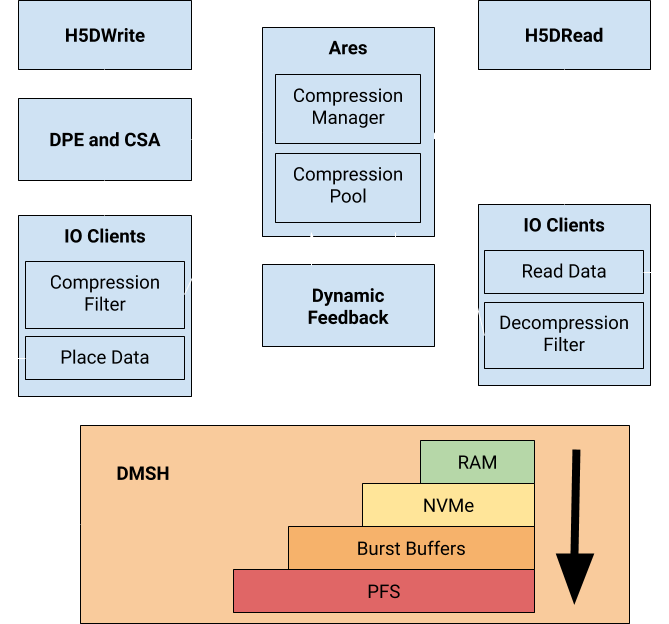 H5DWrite
DPE and CSA
IO Clients
Compression
Filter
Place Data
Ares
Compression
Manager
Compression
Pool
Dynamic
Feedback
H5DRead
IO Clients
Read Data
Decompression
Filter
DMSH
RAM
NVMe
Burst Buffers
PFS